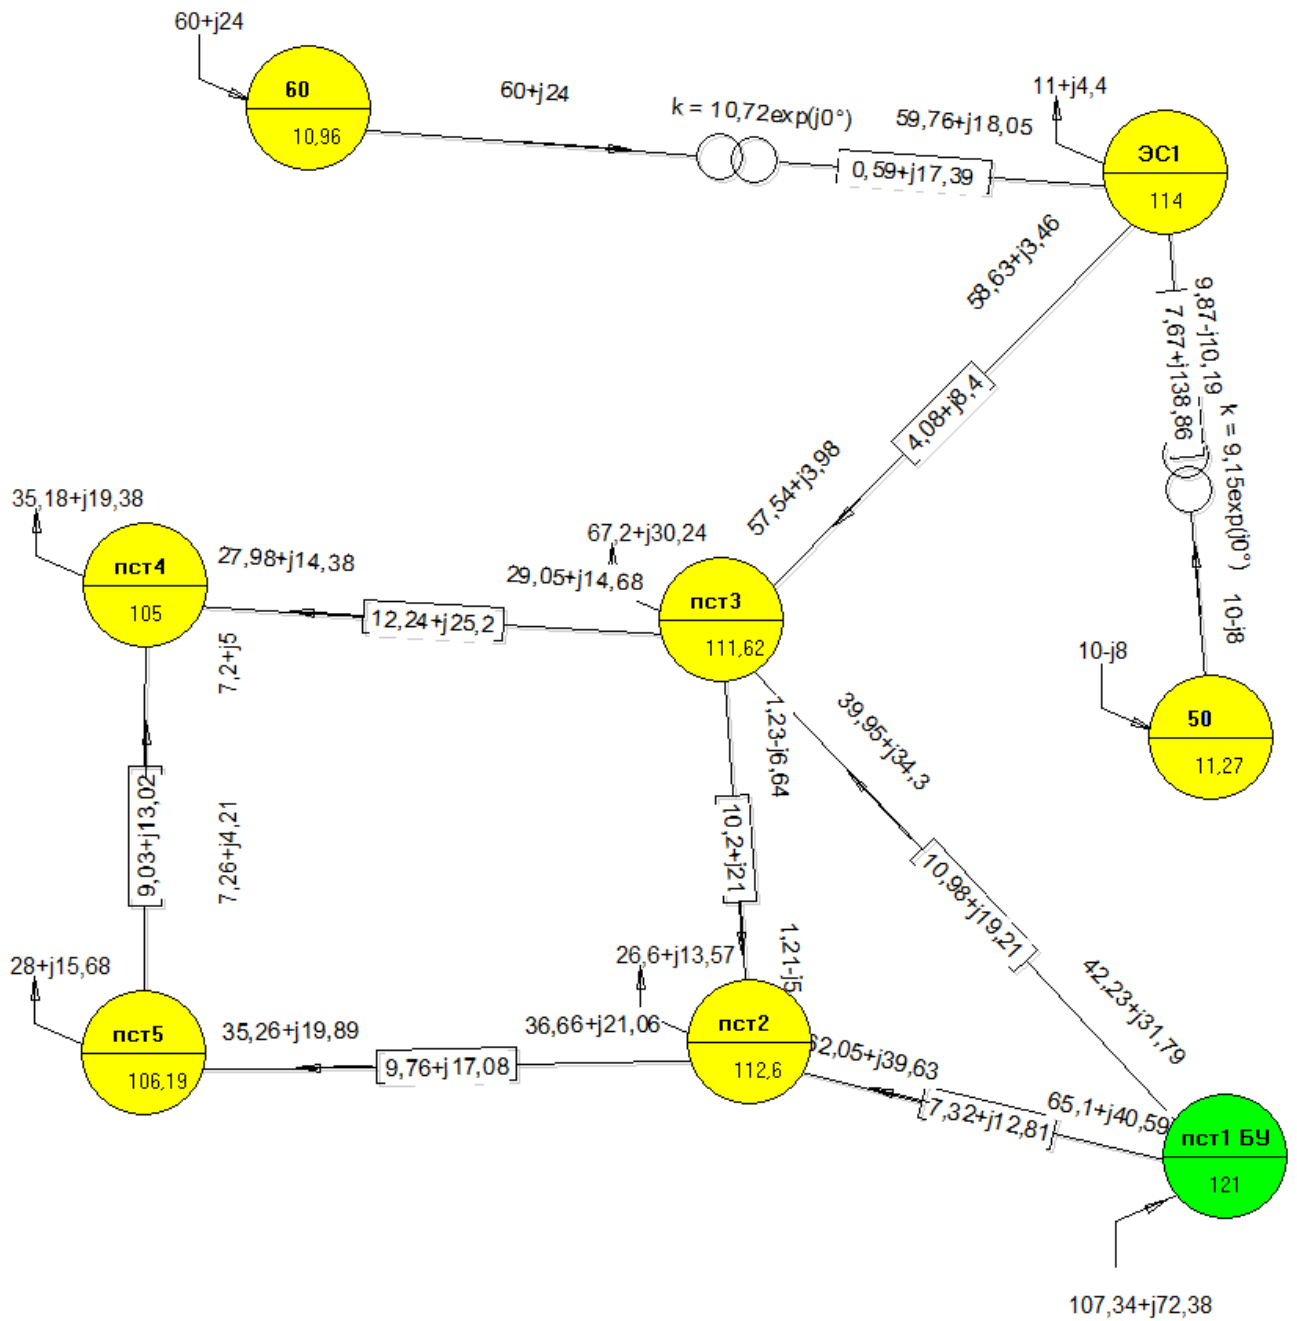 60+j24
60
10,96
60+j24
k = 10,72exp(j0°)
59,76+j18,05
0,59+j17,39
11+j4,4
ЭС1
114
58,63+j3,46
4,08+j8,4
57,54+j3,98
9,87-j10,19
7,67+j138,86
k = 9,15exp(j0°)
10-j8
10-j8
50
11,27
35,18+j19,38
пст4
105
27,98+j14,38
12,24+j25,2
29,05+j14,68
67,2+j30,24
пст3
111,62
7,2+j5
9,03+j13,02
7,26+j4,21
1,23-j6,64
10,2+j21
1,21-j5
39,95+j34,3
10,98+j19,21
42,23+j31,79
28+j15,68
пст5
106,19
35,26+j19,89
9,76+j17,08
36,66+j21,06
26,6+j13,57
пст2
112,6
62,05+j39,63
7,32+j12,81
65,1+j40,59
пст1 БУ
121
107,34+j72,38